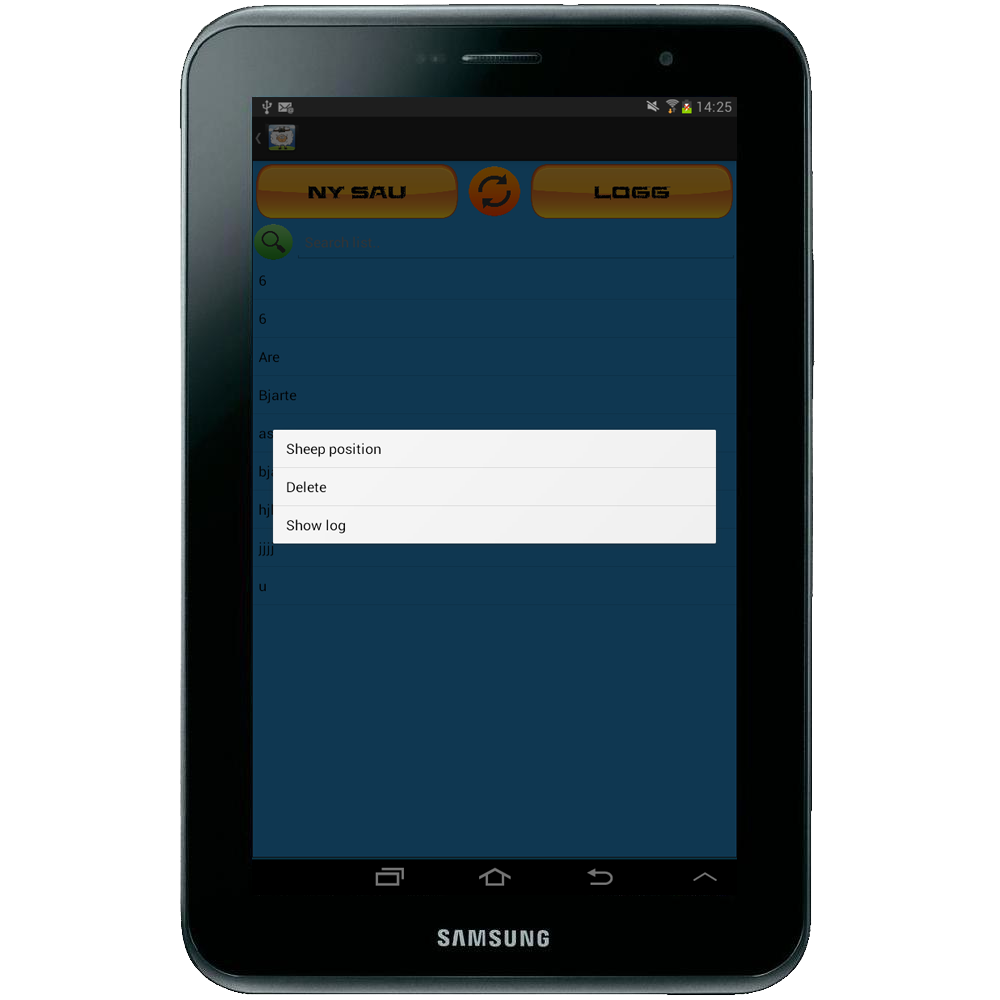 14:25
NY SAU
LOGG
Search list
6
6
Are
Bjarte
as
Sheep position
bj
Delete
hj
Show log
jjjj
u
SAMSUNG